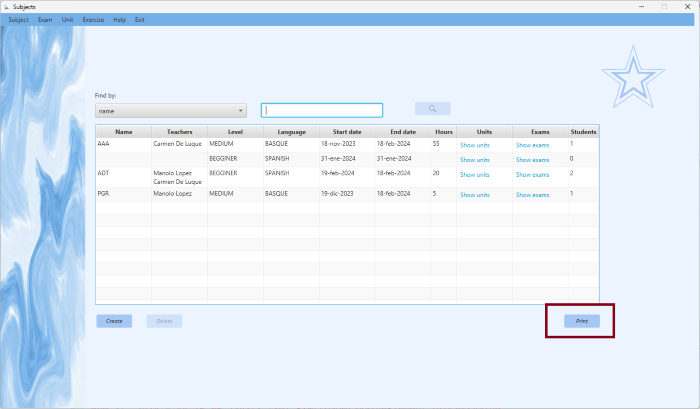 Subjects
Subject Exam Unit Exercise Help Exit
Find by:
name
Name Teachers Level Language Start date End date Hours Units Exams Students
AAA Carmen De Luque MEDIUM BASQUE 18-nov-2023 18-feb-2024 55 Show units Show exams 1
BEGGINER SPANISH 31-ene-2024 31-ene-2024 Show units Show exams 0
ADT Manolo Lopez BEGGINER SPANISH 19-feb-2024 18-feb-2024 20 Show units Show exams 2
Carmen De Luque
PGR Manolo Lopez MEDIUM BASQUE 19-dic-2023 18-feb-2024 5 Show units Show exams 1
Create Delete Print